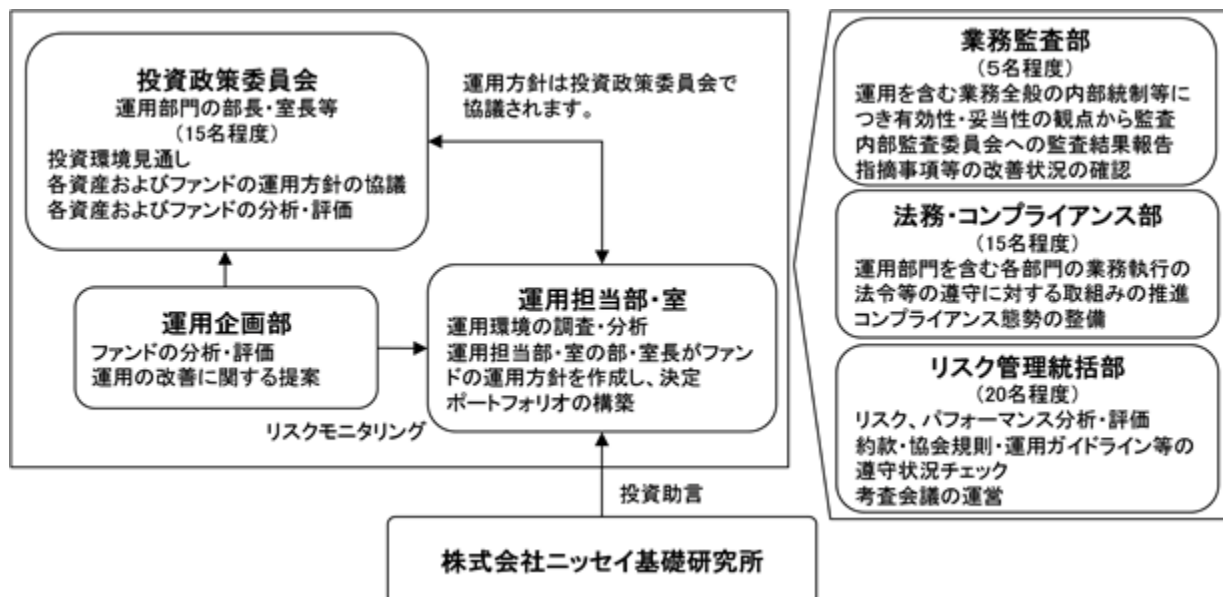 投資政策委員会
運用部門の部長・室長等
(15名程度)
投資環境見通し
各資産およびファンドの運用方針の協議
各資産およびファンドの分析・評価
運用方針は投資政策委員会で
協議されます。
運用企画部
ファンドの分析・評価
運用の改善に関する提案
運用担当部・室
運用環境の調査・分析
運用担当部・室の部・室長がファン
ドの運用方針を作成し、決定
ポートフォリオの構築
リスクモニタリング
投資助言
株式会社ニッセイ基礎研究所
業務監査部
(5名程度)
運用を含む業務全般の内部統制等に
つき有効性・妥当性の観点から監査
内部監査委員会への監査結果報告
指摘事項等の改善状況の確認
法務・コンプライアンス部
(15名程度)
運用部門を含む各部門の業務執行の
法令等の遵守に対する取組みの推進
コンプライアンス態勢の整備
リスク管理統括部
(20名程度)
リスク、パフォーマンス分析・評価
約款・協会規則・運用ガイドライン等の
遵守状況チェック
考査会議の運営